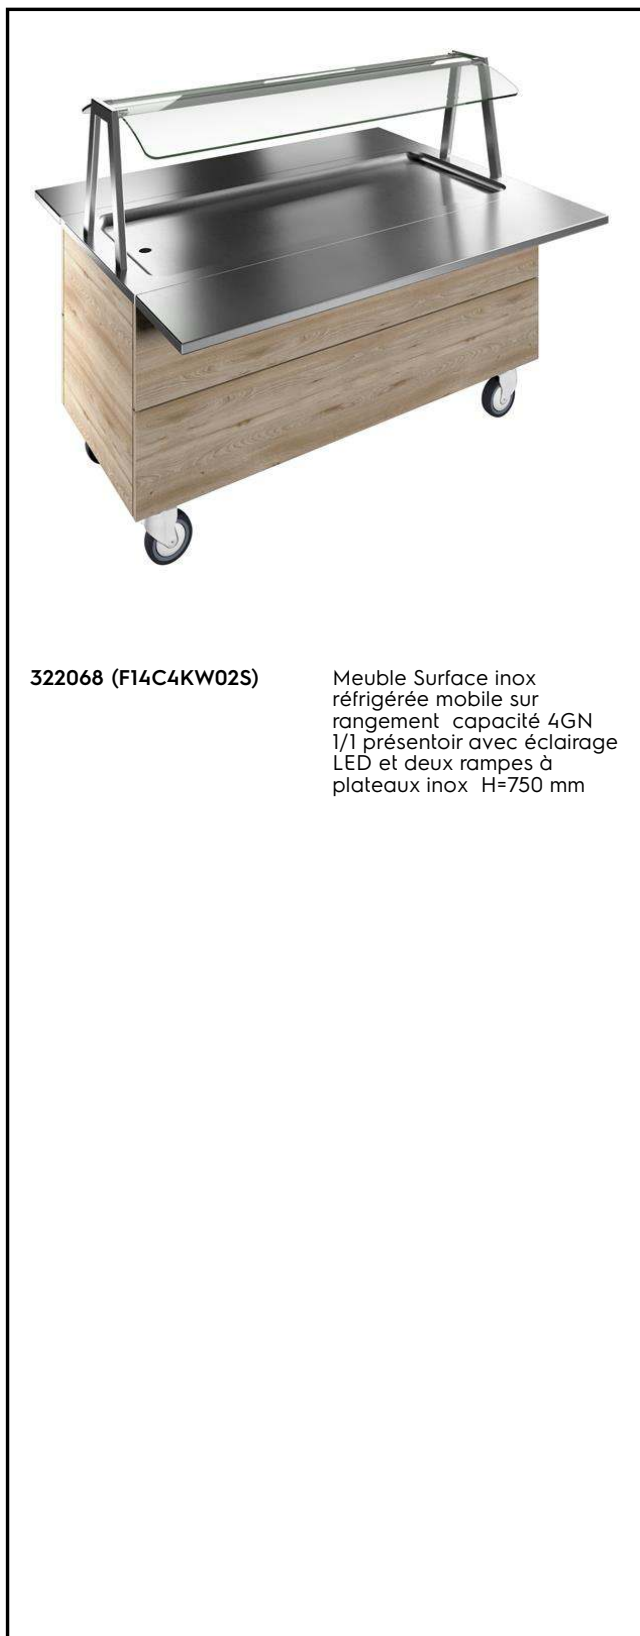 322068 (F14C4KW02S)
Meuble Surface inox
réfrigérée mobile sur
rangement  capacité 4GN
1/1 présentoir avec éclairage
LED et deux rampes à
plateaux inox  H=750 mm